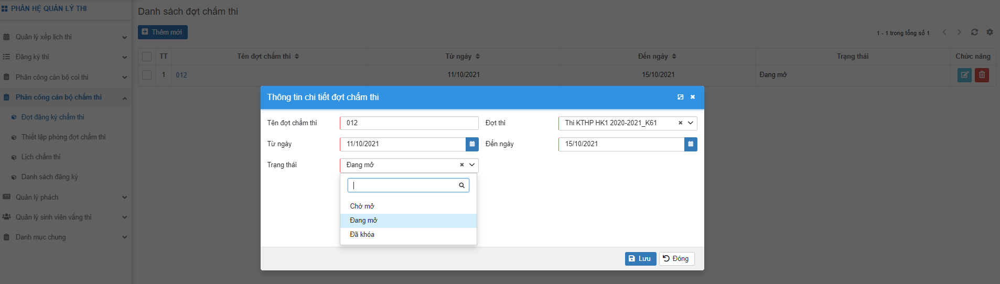 PHÂN HỆ QUẢN LÝ THI
Quản lý xếp lịch thi
Đăng ký thi
Phân công cán bộ coi thi
Phân công cán bộ chấm thi
Đợt đăng ký chấm thi
Thiết lập phòng đợt chấm thi
Lịch chấm thi
Danh sách đăng ký
Quản lý phách
Quản lý sinh viên vắng thi
Danh mục chung
Danh sách đợt chấm thi
Thêm mới
1 - 1 trong tổng số 1
TT Tên đợt chấm thi Từ ngày Đến ngày Trạng thái Chức năng
1 012 11/10/2021 15/10/2021 Đang mở
Thông tin chi tiết đợt chấm thi
Tên đợt chấm thi 012 Đợt thi Thi KTHP HK1 2020-2021_K61
Từ ngày 11/10/2021 Đến ngày 15/10/2021
Trạng thái Đang mở
Chờ mở
Đang mở
Đã khóa
Lưu Đóng